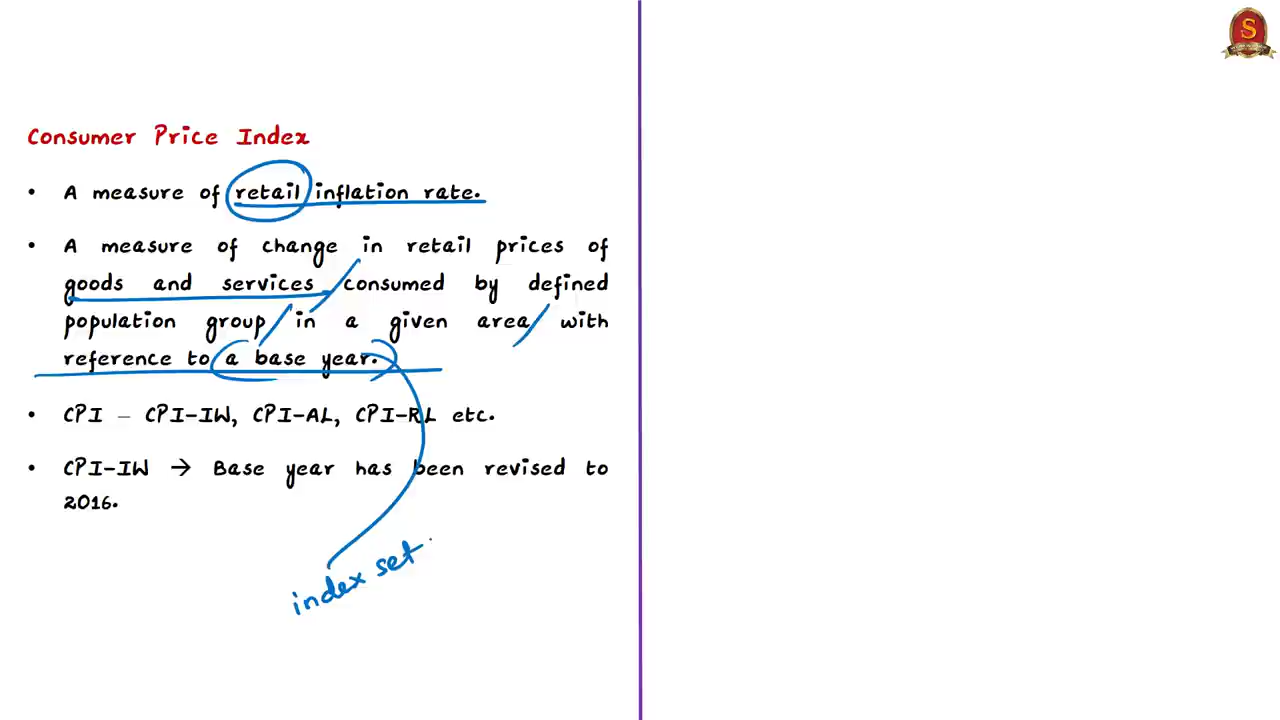 Consumer Price Index
• A measure of retail inflation rate.
• A measure of change in retail prices of
goods and services consumed by defined
population group in a given area with
reference to a base year.
• CPI – CPI-IW, CPI-AL, CPI-RL etc.
• CPI-IW → Base year has been revised to
2016.
index set
S